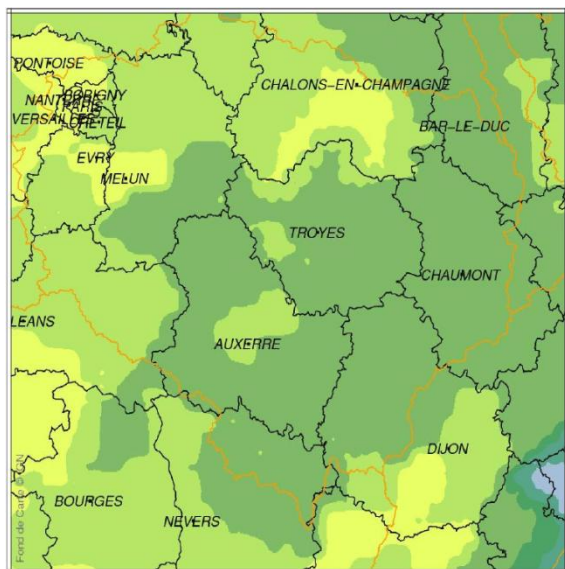 PONTOISE
CHALONS-EN-CHAMPAGNE
BOBIGNY
NANTERRE
PARIS
VERSAILLES
CRETEIL
BAR-LE-DUC
EVRY
MELUN
TROYES
CHAUMONT
LEANS
AUXERRE
DIJON
BOURGES
NEVERS
Fond de Carte © IGN